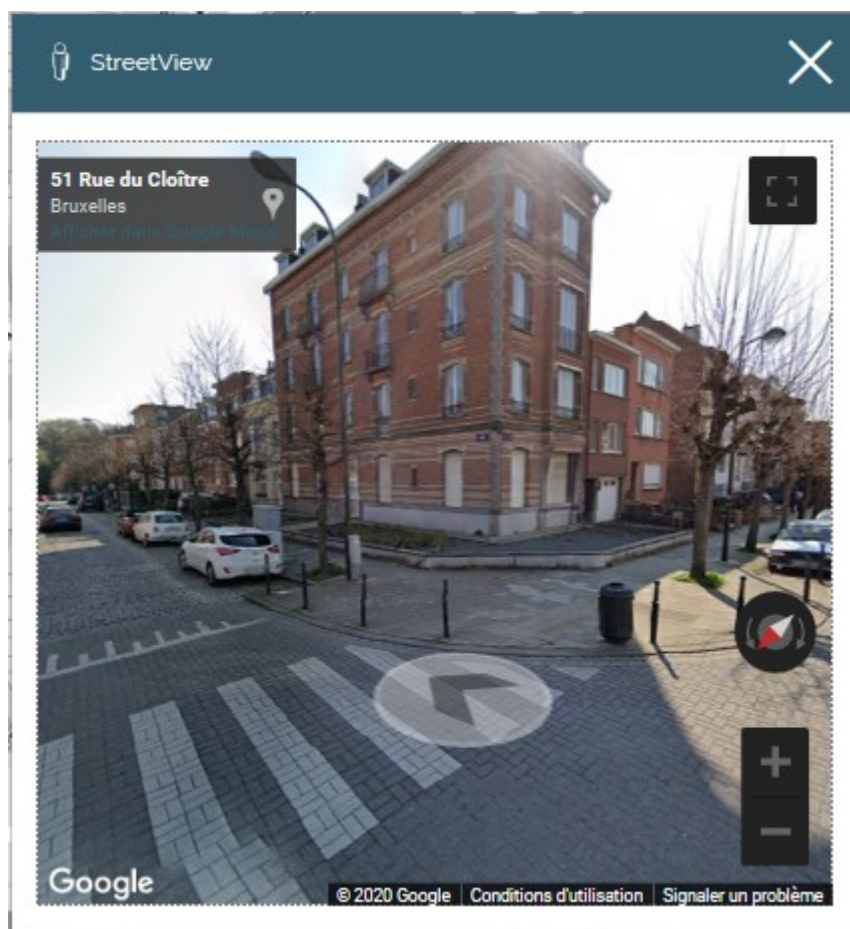 StreetView
51 Rue du Cloître
Bruxelles
Afficher dans Google Maps
Google
© 2020 Google Conditions d'utilisation Signaler un problème